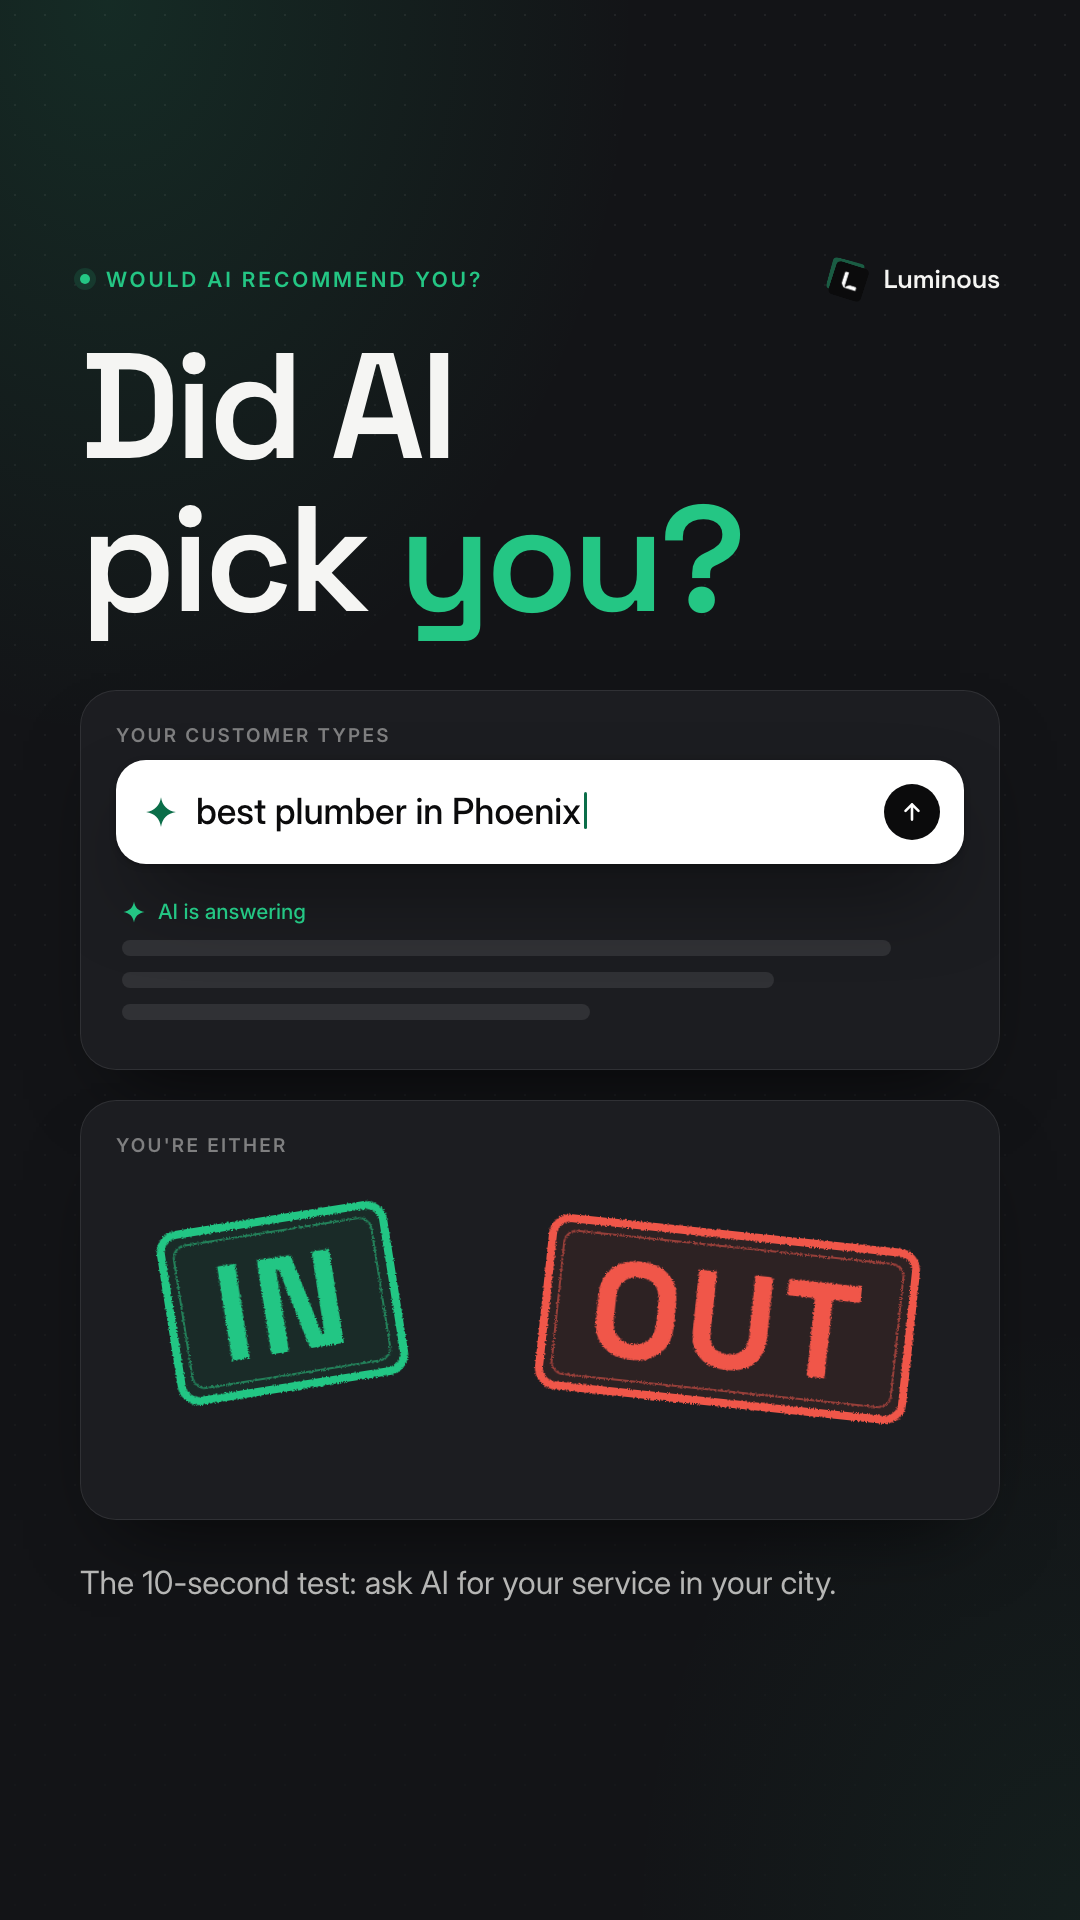 WOULD AI RECOMMEND YOU?
Luminous
Did AI
pick you?
YOUR CUSTOMER TYPES
best plumber in Phoenix
AI is answering
YOU'RE EITHER
IN
OUT
The 10-second test: ask AI for your service in your city.